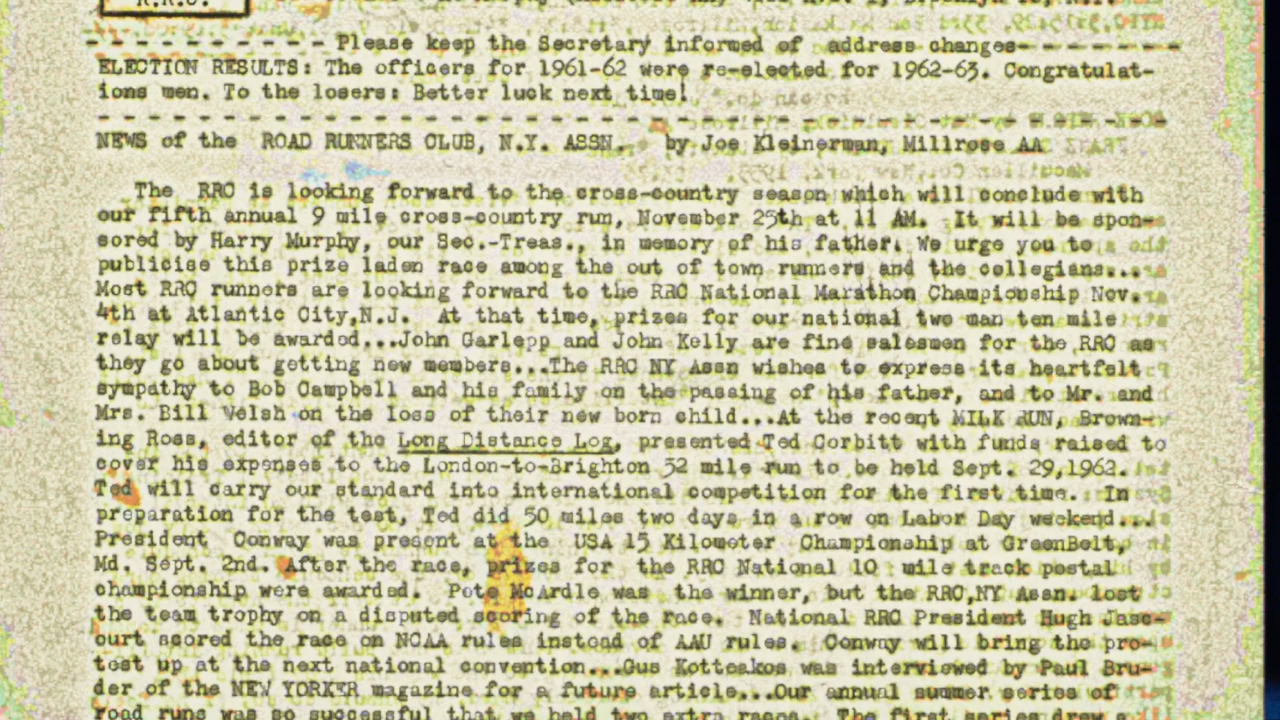 R.R.C.
- - - - - - - - - - Please keep the Secretary informed of address changes- - - - - - -
ELECTION RESULTS: The officers for 1961-62 were re-elected for 1962-63. Congratulat-
ions men. To the losers: Better luck next time!
NEWS of the ROAD RUNNERS CLUB, N.Y. ASSN. by Joe Kleinerman, Millrose AA
The RRC is looking forward to the cross-country season which will conclude with
our fifth annual 9 mile cross-country run, November 25th at 11 AM. It will be spon-
sored by Harry Murphy, our Sec.-Treas., in memory of his father. We urge you to
publicise this prize laden race among the out of town runners and the collegians...
Most RRC runners are looking forward to the RRC National Marathon Championship Nov.
4th at Atlantic City,N.J. At that time, prizes for our national two man ten mile
relay will be awarded...John Garlepp and John Kelly are fine salesmen for the RRC as
they go about getting new members...The RRC NY Assn wishes to express its heartfelt
sympathy to Bob Campbell and his family on the passing of his father, and to Mr. and
Mrs. Bill Welsh on the loss of their new born child...At the recent MILK RUN, Brown-
ing Ross, editor of the Long Distance Log, presented Ted Corbitt with funds raised to
cover his expenses to the London-to-Brighton 52 mile run to be held Sept. 29,1962.
Ted will carry our standard into international competition for the first time. In
preparation for the test, Ted did 50 miles two days in a row on Labor Day weekend...
President Conway was present at the USA 15 Kilometer Championship at GreenBelt,
Md. Sept. 2nd. After the race, prizes for the RRC National 10 mile track postal
championship were awarded. Pete McArdle was the winner, but the RRC,NY Assn. lost
the team trophy on a disputed scoring of the race. National RRC President Hugh Jasc-
ourt scored the race on NCAA rules instead of AAU rules. Conway will bring the pro-
test up at the next national convention...Gus Kotteakos was interviewed by Paul Bru-
der of the NEW YORKER magazine for a future article...Our annual summer series of
road runs was so successful that we held two extra races. The first series drew